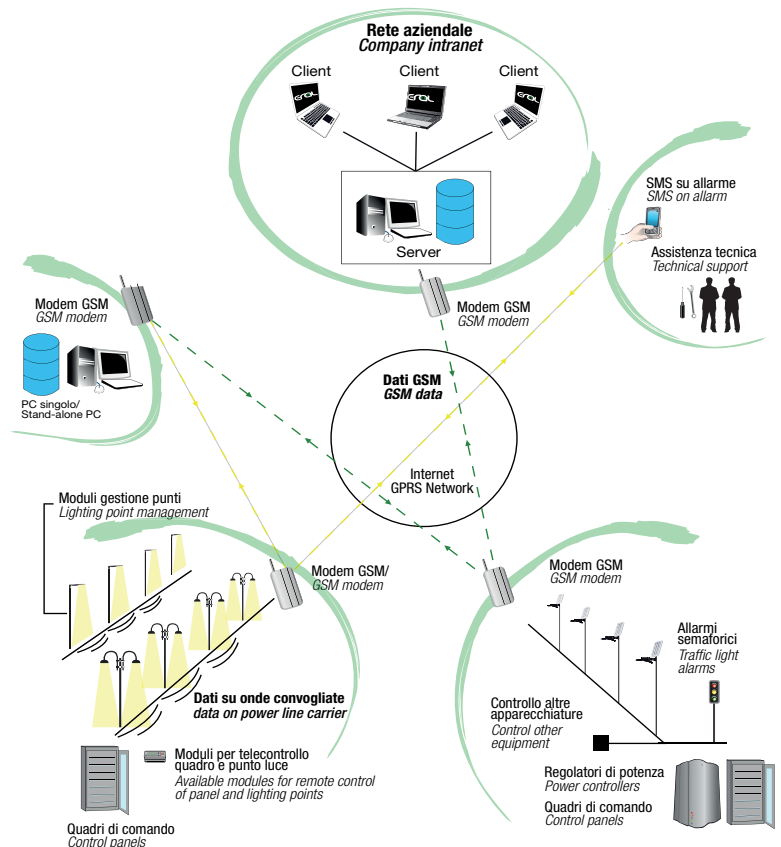 Rete aziendale
Company intranet
Client
Client
Client
eral
eral
eral
Server
SMS su allarme
SMS on allarm
Assistenza tecnica
Technical support
Modem GSM
GSM modem
Modem GSM
GSM modem
PC singolo/
Stand-alone PC
Dati GSM
GSM data
Internet
GPRS Network
Moduli gestione punti
Lighting point management
Modem GSM/
GSM modem
Modem GSM
GSM modem
Allarmi
semaforici
Traffic light
alarms
Dati su onde convogliate
data on power line carrier
Controllo altre
apparecchiature
Control other
equipment
Moduli per telecontrollo
quadro e punto luce
Available modules for remote control
of panel and lighting points
Regolatori di potenza
Power controllers
Quadri di comando
Control panels
Quadri di comando
Control panels